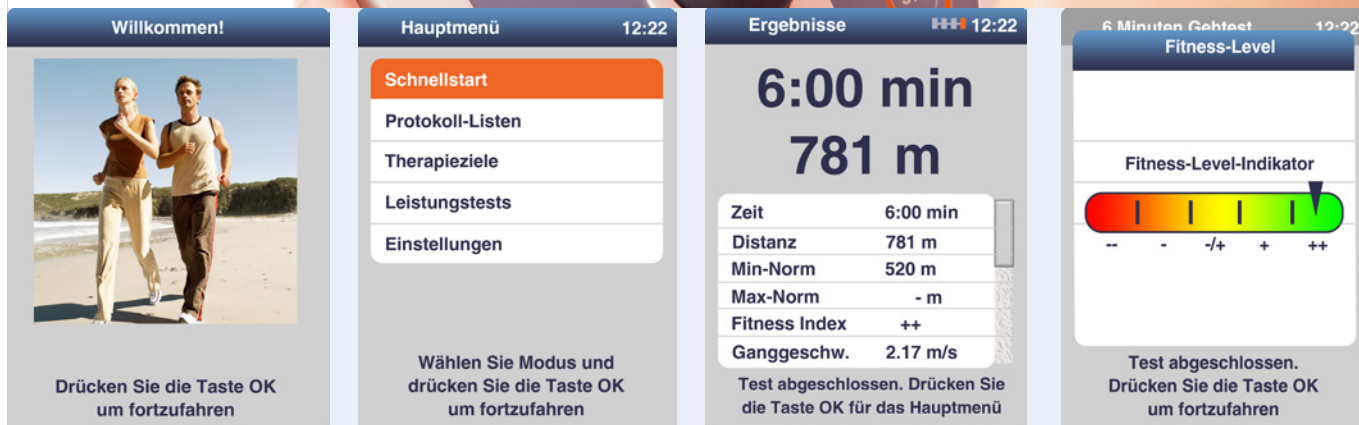 Willkommen!
Drücken Sie die Taste OK
um fortzufahren
Hauptmenü 12:22
Schnellstart
Protokoll-Listen
Therapieziele
Leistungstests
Einstellungen
Wählen Sie Modus und
drücken Sie die Taste OK
um fortzufahren
Ergebnisse 12:22
6:00 min
781 m
Zeit 6:00 min
Distanz 781 m
Min-Norm 520 m
Max-Norm - m
Fitness Index ++
Ganggeschw. 2.17 m/s
Test abgeschlossen. Drücken Sie
die Taste OK für das Hauptmenü
6 Minuten Gehtest 12:22
Fitness-Level
Fitness-Level-Indikator
-- - -/+ + ++
Test abgeschlossen.
Drücken Sie die Taste OK
um fortzufahren